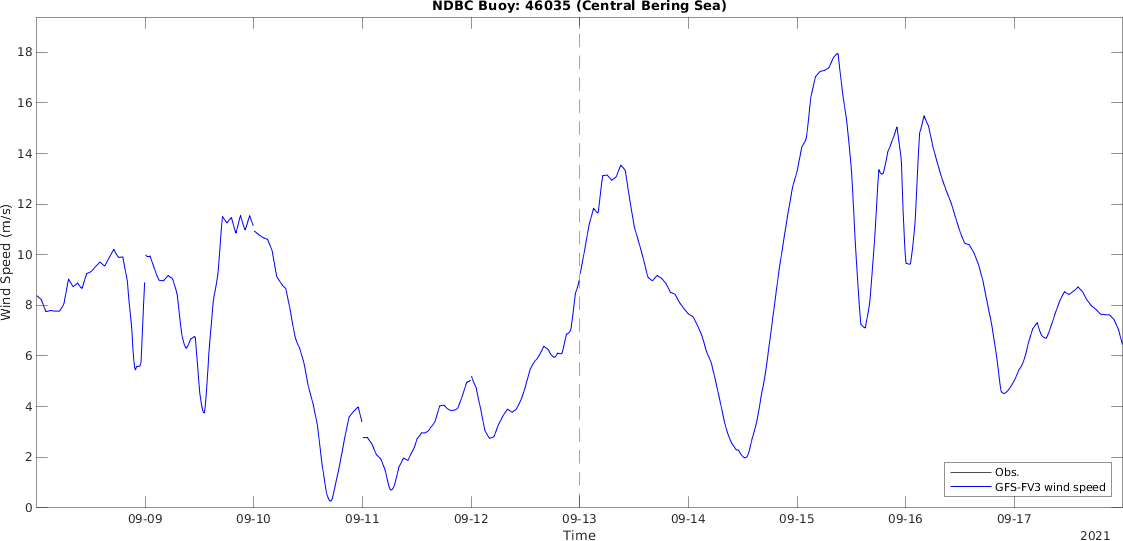 NDBC Buoy: 46035 (Central Bering Sea)
18
16
14
12
10
8
6
4
2
0
Wind Speed (m/s)
09-09 09-10 09-11 09-12 09-13 09-14 09-15 09-16 09-17
Time
2021
Obs.
GFS-FV3 wind speed